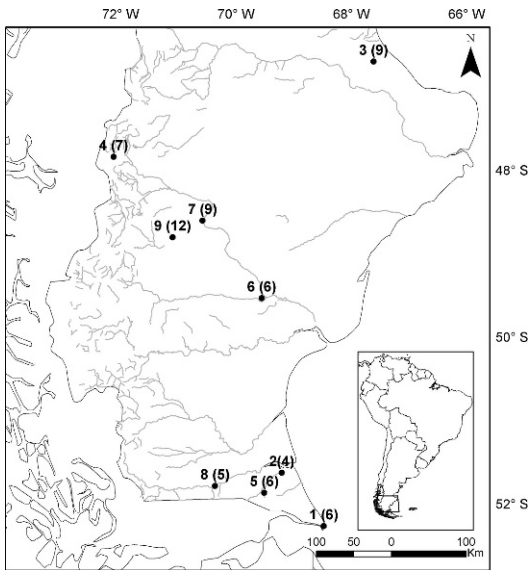 72° W 70° W 68° W 66° W
N
3 (9)
4 (7)
48° S
7 (9)
9 (12)
6 (6)
50° S
2(4)
8 (5)
5 (6)
52° S
1 (6)
100 50 0 100
Km